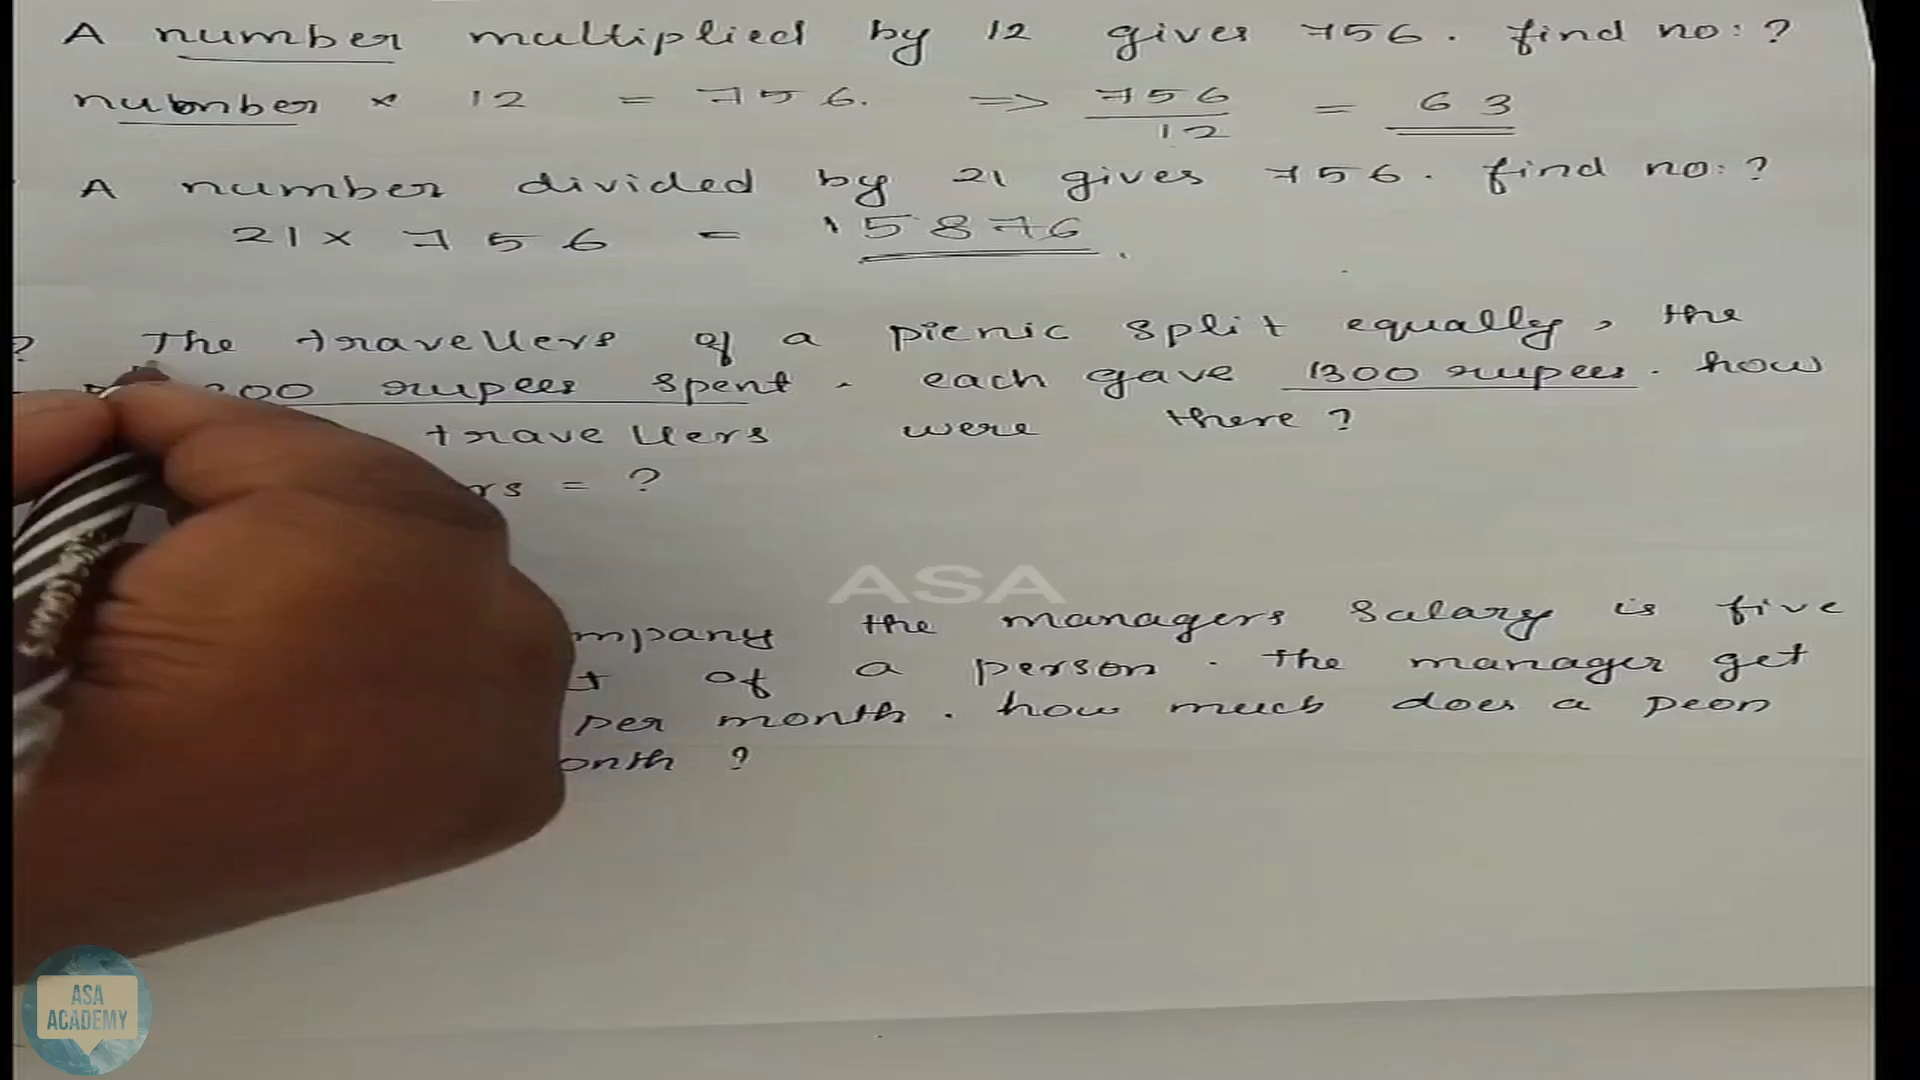 A number multiplied by 12 gives 756. find no:?
number × 12 = 756. => 756/12 = 63
A number divided by 21 gives 756. find no:?
21 × 756 = 15876.
? The travellers of a picnic split equally, the
rupees spent. each gave 1300 rupees. how
travellers were there?
rs = ?
ASA
mpany the managers salary is five
of a person. The manager get
per month. how much does a peon
onth ?
ASA
ACADEMY